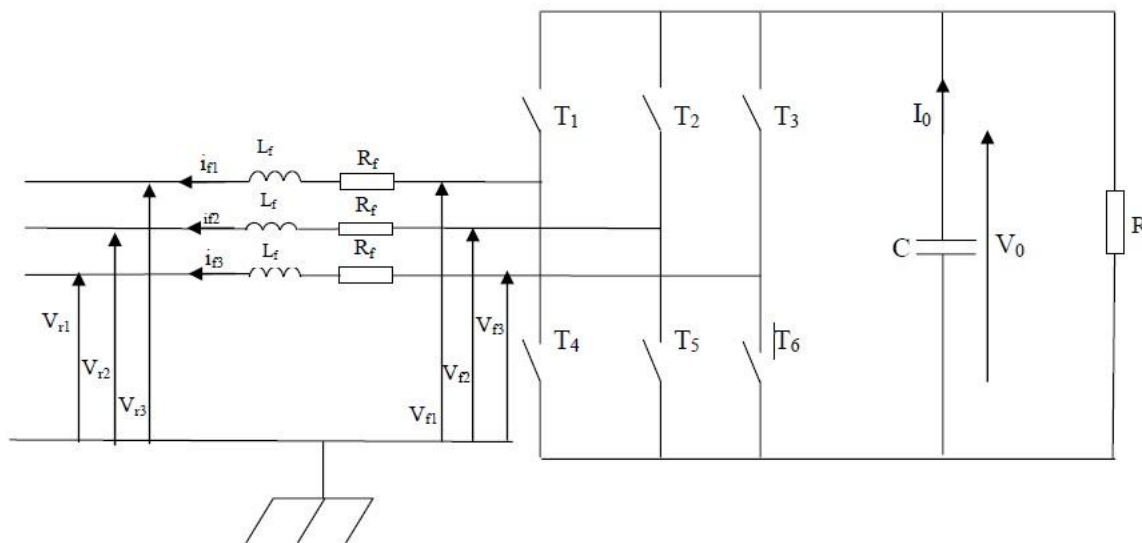 T1 T2 T3 I0
Lf Rf
if1
Lf Rf
if2
Lf Rf
if3
C V0 R
Vr1 Vf3
Vr2 Vf2
Vr3 Vf1
T4 T5 T6